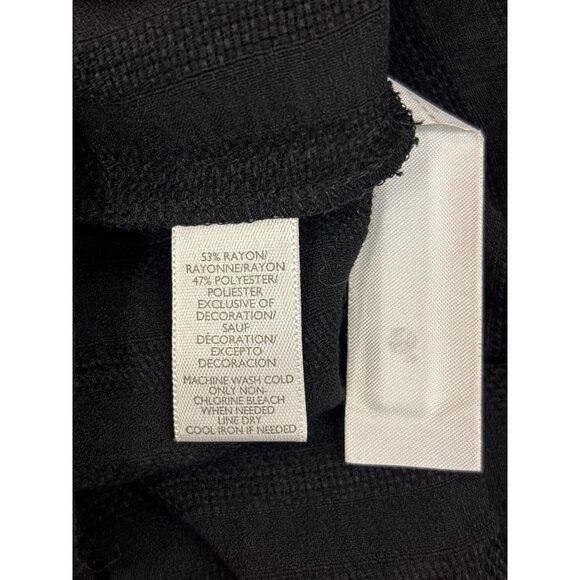 53% RAYON/
RAYONNE/RAYON
47% POLYESTER/
POLIESTER
EXCLUSIVE OF
DECORATION/
SAUF
DECORATION/
EXCEPTO
DECORACIÓN
MACHINE WASH COLD
ONLY NON-
CHLORINE BLEACH
WHEN NEEDED
LINE DRY
COOL IRON IF NEEDED